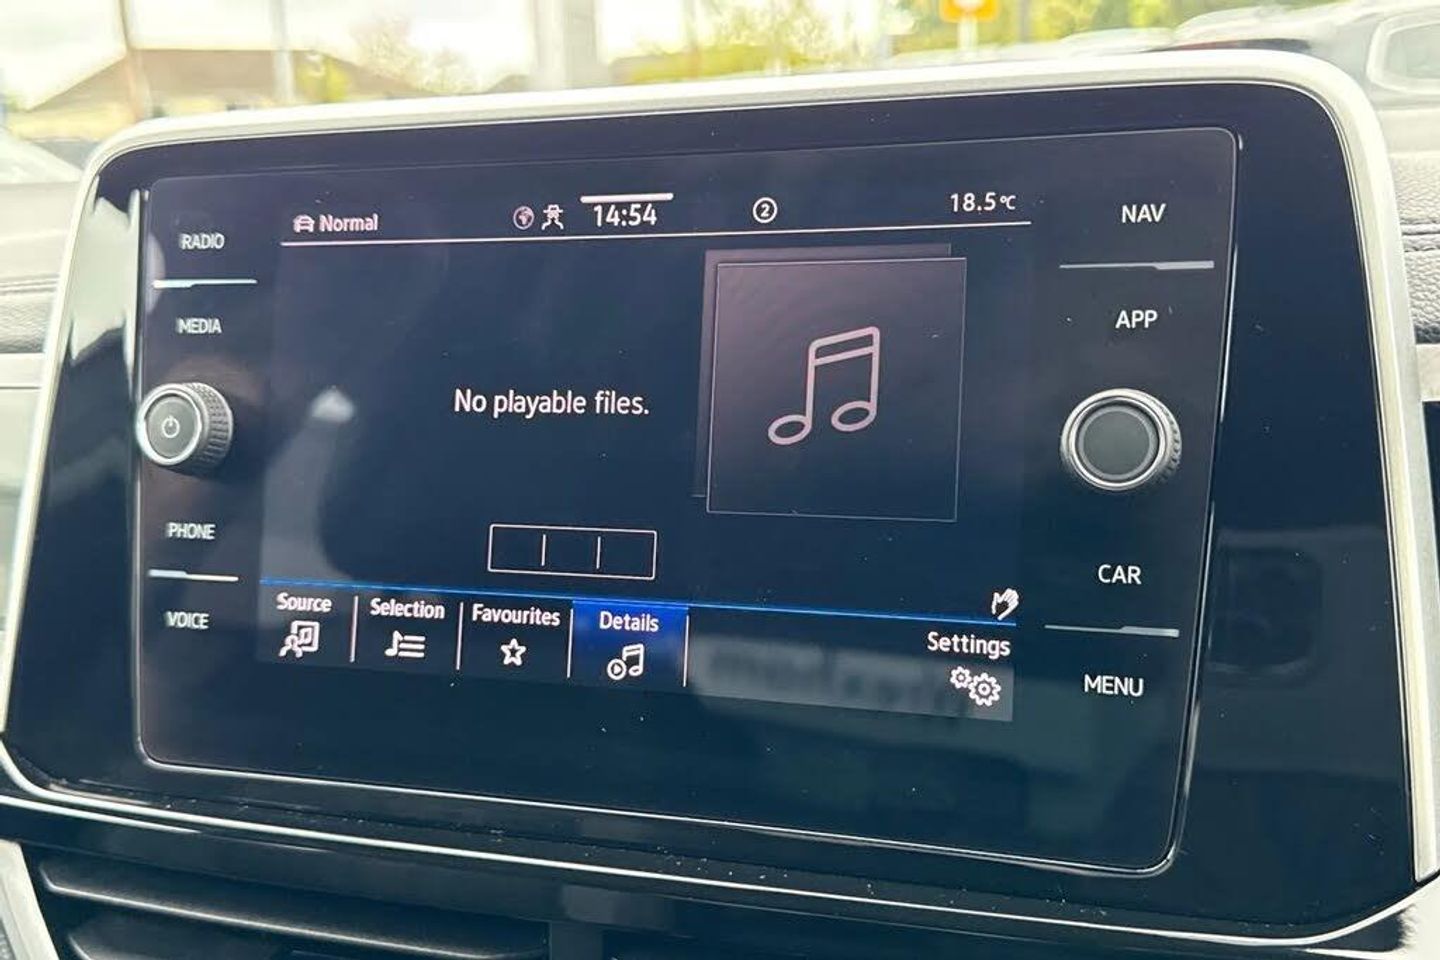 Normal 14:54 2 18.5°C
RADIO
MEDIA
PHONE
VOICE
No playable files.
Source Selection Favourites Details Settings
NAV
APP
CAR
MENU